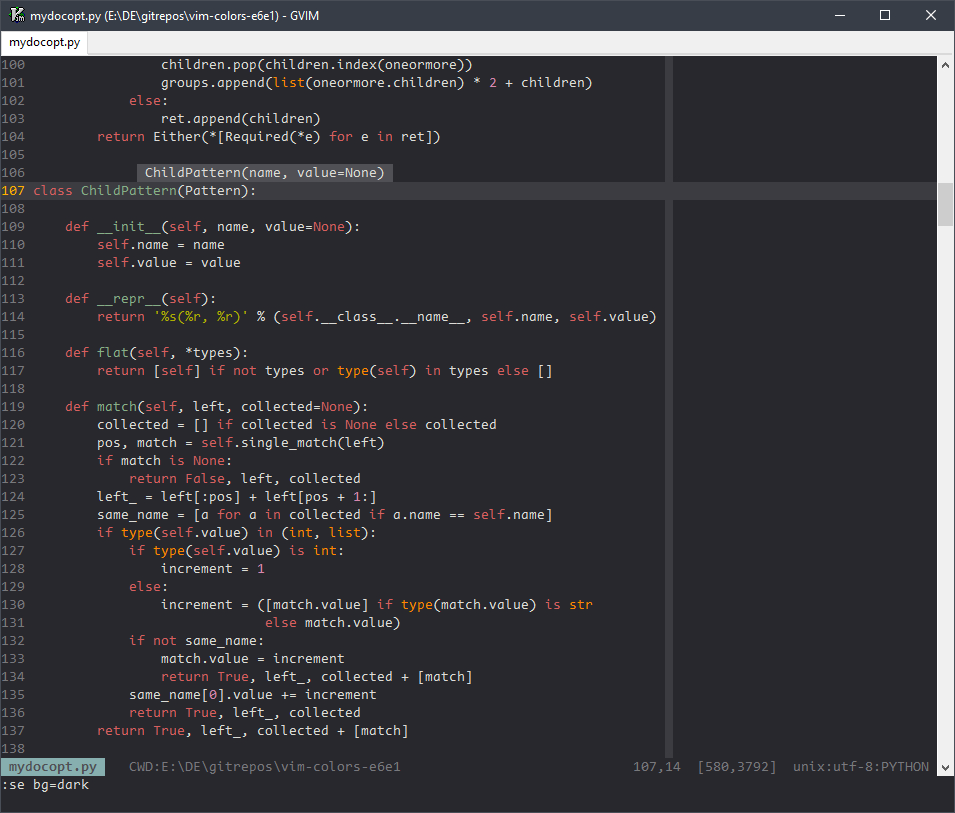 mydocopt.py (E:\DE\gitrepos\vim-colors-e6e1) - GVIM
mydocopt.py
100                 children.pop(children.index(oneormore))
101                 groups.append(list(oneormore.children) * 2 + children)
102             else:
103                 ret.append(children)
104         return Either(*[Required(*e) for e in ret])
105
106              ChildPattern(name, value=None)
107 class ChildPattern(Pattern):
108
109     def __init__(self, name, value=None):
110         self.name = name
111         self.value = value
112
113     def __repr__(self):
114         return '%s(%r, %r)' % (self.__class__.__name__, self.name, self.value)
115
116     def flat(self, *types):
117         return [self] if not types or type(self) in types else []
118
119     def match(self, left, collected=None):
120         collected = [] if collected is None else collected
121         pos, match = self.single_match(left)
122         if match is None:
123             return False, left, collected
124         left_ = left[:pos] + left[pos + 1:]
125         same_name = [a for a in collected if a.name == self.name]
126         if type(self.value) in (int, list):
127             if type(self.value) is int:
128                 increment = 1
129             else:
130                 increment = ([match.value] if type(match.value) is str
131                              else match.value)
132             if not same_name:
133                 match.value = increment
134                 return True, left_, collected + [match]
135             same_name[0].value += increment
136             return True, left_, collected
137         return True, left_, collected + [match]
138
mydocopt.py   CWD:E:\DE\gitrepos\vim-colors-e6e1   107,14  [580,3792]  unix:utf-8:PYTHON
:se bg=dark